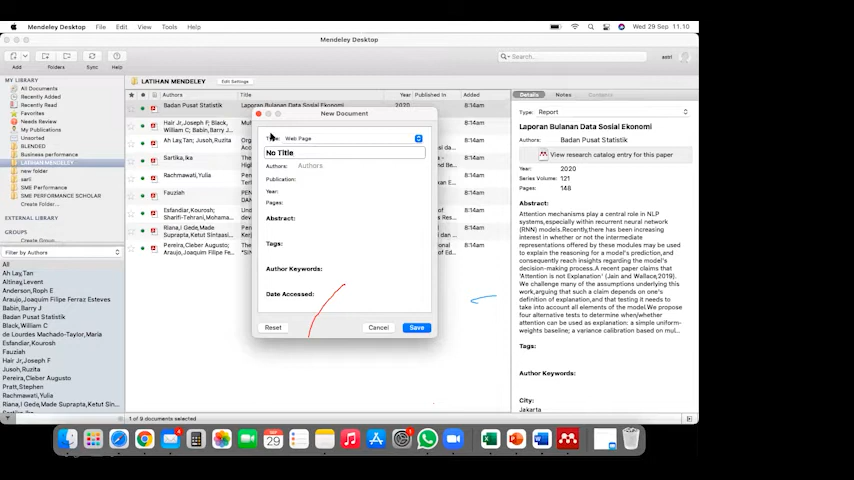 Mendeley Desktop File Edit View Tools Help Wed 29 Sep 11.10
Mendeley Desktop
Add Folders Sync Help
Search...
MY LIBRARY
All Documents
Recently Added
Recently Read
Favorites
Needs Review
My Publications
Unsorted
BLENDED
Business performance
LATIHAN MENDELEY
new folder
sari
SME Performance
SME PERFORMANCE SCHOLAR
Create Folder...
EXTERNAL LIBRARY
GROUPS
Create Group...
Filter by Authors
All
Ah Lay,Tan
Altinay,Levent
Anderson,Roph E
Araujo,Joaquim Filipe Ferraz Esteves
Babin,Barry J
Badan Pusat Statistik
Black,William C
de Lourdes Machado-Taylor,Maria
Esfandiar,Kourosh
Fauziah
Hair Jr,Joseph F
Jusoh,Ruzita
Pereira,Cleber Augusto
Pratt,Stephen
Rachmawati,Yulia
Riana,I Gede Made Suprapta,Ketut Sint
LATIHAN MENDELEY Edit Settings
Authors Title Year Published In Added
Badan Pusat Statistik Laporan Bulanan Data Sosial Ekonomi 2020 8:14am
Hair Jr,Joseph F; Black,
William C; Babin,Barry J; 8:14am
Ah Lay,Tan; Jusoh,Ruzita 8:14am
Sartika,Ika 8:14am
Rachmawati,Yulia 8:14am
Fauziah 8:14am
Esfandiar,Kourosh;
Sharifi-Tehrani,Mohama... 8:14am
Riana,I Gede; Made
Suprapta,Ketut Sintaasi... 8:14am
Pereira,Cleber Augusto;
Araujo,Joaquim Filipe Fe... 8:14am
New Document
Web Page
No Title
Authors: Authors
Publication:
Year:
Pages:
Abstract:
Tags:
Author Keywords:
Date Accessed:
Reset Cancel Save
Details Notes Contents
Type: Report
Laporan Bulanan Data Sosial Ekonomi
Authors: Badan Pusat Statistik
View research catalog entry for this paper
Year: 2020
Series Volume: 121
Pages: 148
Abstract:
Attention mechanisms play a central role in NLP
systems, especially within recurrent neural network
(RNN) models.Recently,there has been increasing
interest in whether or not the intermediate
representations offered by these modules may be used
to explain the reasoning for a model's prediction,and
consequently reach insights regarding the model's
decision-making process.A recent paper claims that
'Attention is not Explanation' (Jain and Wallace,2019).
We challenge many of the assumptions underlying this
work,arguing that such a claim depends on one's
definition of explanation,and that testing it needs to
take into account all elements of the model.We propose
four alternative tests to determine when/whether
attention can be used as explanation: a simple uniform-
weights baseline; a variance calibration based on mul...
Tags:
Author Keywords:
City:
Jakarta
1 of 9 documents selected